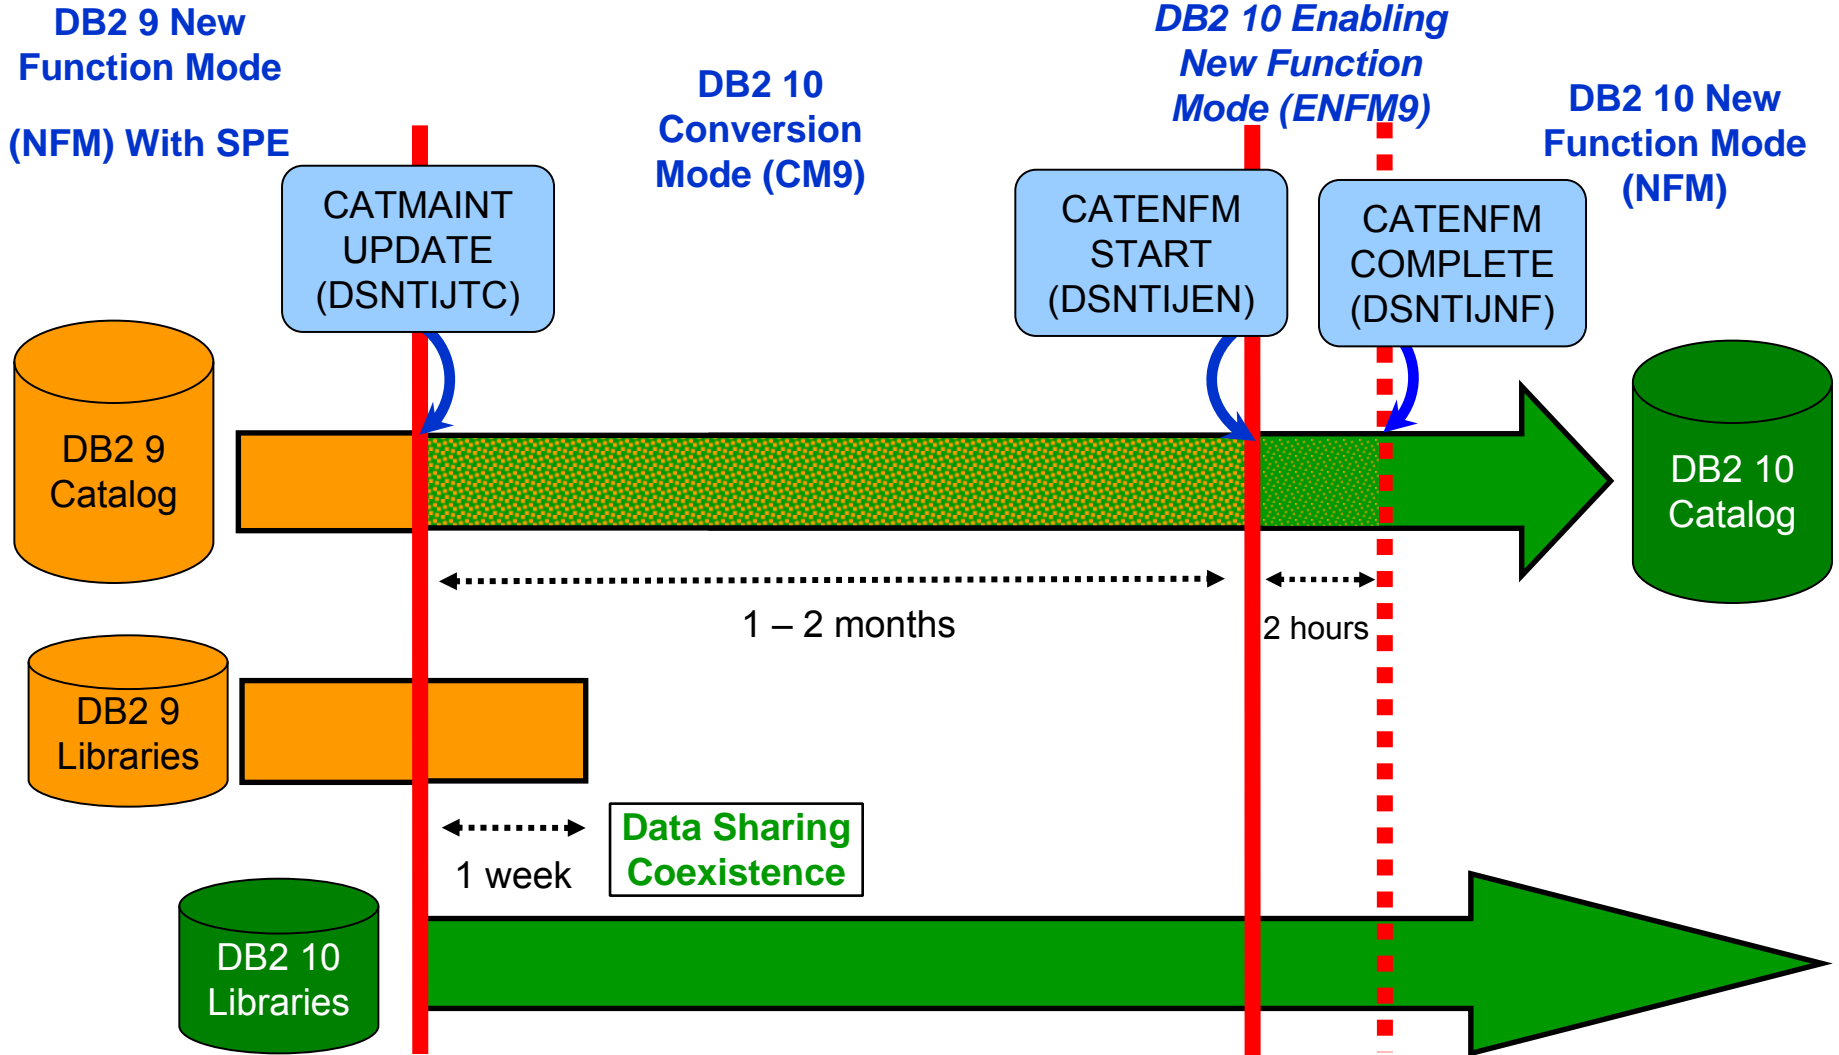 DB2 9 New
Function Mode
(NFM) With SPE
DB2 10
Conversion
Mode (CM9)
DB2 10 Enabling
New Function
Mode (ENFM9)
DB2 10 New
Function Mode
(NFM)
CATMAINT
UPDATE
(DSNTIJTC)
CATENFM
START
(DSNTIJEN)
CATENFM
COMPLETE
(DSNTIJNF)
DB2 9
Catalog
DB2 10
Catalog
1 – 2 months
2 hours
DB2 9
Libraries
1 week
Data Sharing
Coexistence
DB2 10
Libraries